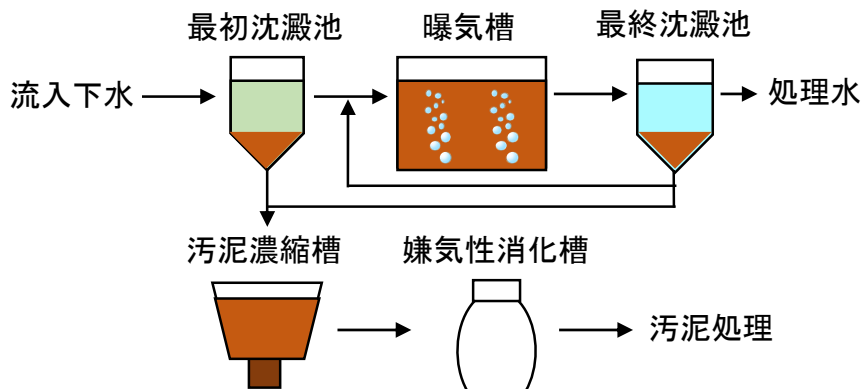 最初沈澱池
曝気槽
最終沈澱池
流入下水
処理水
汚泥濃縮槽
嫌気性消化槽
汚泥処理